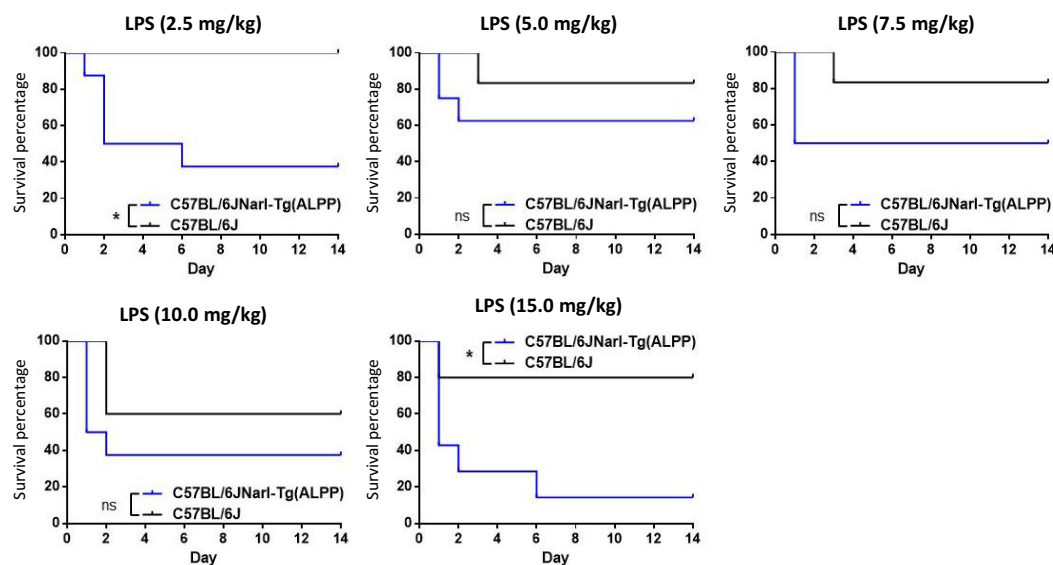 LPS (2.5 mg/kg)
Survival percentage
100
80
60
40
20
0
* C57BL/6JNarl-Tg(ALPP)
C57BL/6J
0 2 4 6 8 10 12 14
Day
LPS (5.0 mg/kg)
Survival percentage
100
80
60
40
20
0
ns C57BL/6JNarl-Tg(ALPP)
C57BL/6J
0 2 4 6 8 10 12 14
Day
LPS (7.5 mg/kg)
Survival percentage
100
80
60
40
20
0
ns C57BL/6JNarl-Tg(ALPP)
C57BL/6J
0 2 4 6 8 10 12 14
Day
LPS (10.0 mg/kg)
Survival percentage
100
80
60
40
20
0
ns C57BL/6JNarl-Tg(ALPP)
C57BL/6J
0 2 4 6 8 10 12 14
Day
LPS (15.0 mg/kg)
Survival percentage
100
80
60
40
20
0
* C57BL/6JNarl-Tg(ALPP)
C57BL/6J
0 2 4 6 8 10 12 14
Day